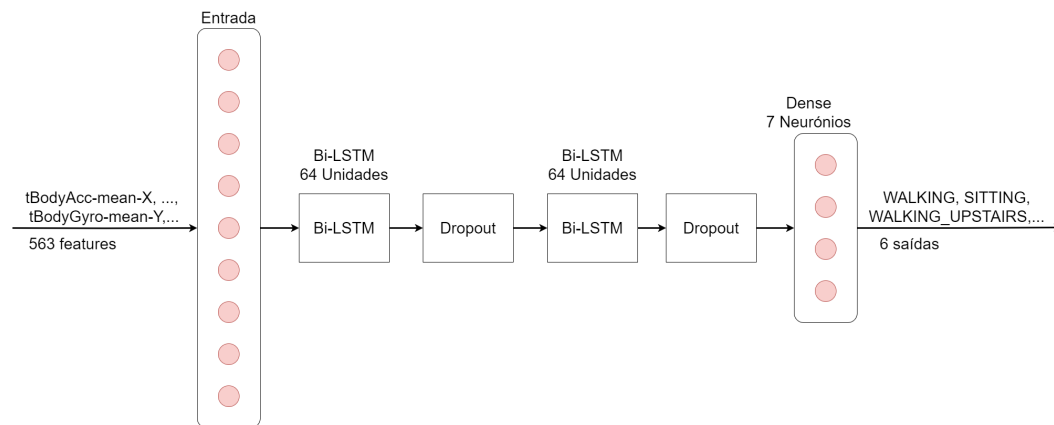 Entrada
tBodyAcc-mean-X, ...,
tBodyGyro-mean-Y,...
563 features
Bi-LSTM
64 Unidades
Bi-LSTM
Dropout
Bi-LSTM
64 Unidades
Bi-LSTM
Dropout
Dense
7 Neurónios
WALKING, SITTING,
WALKING_UPSTAIRS,...
6 saídas